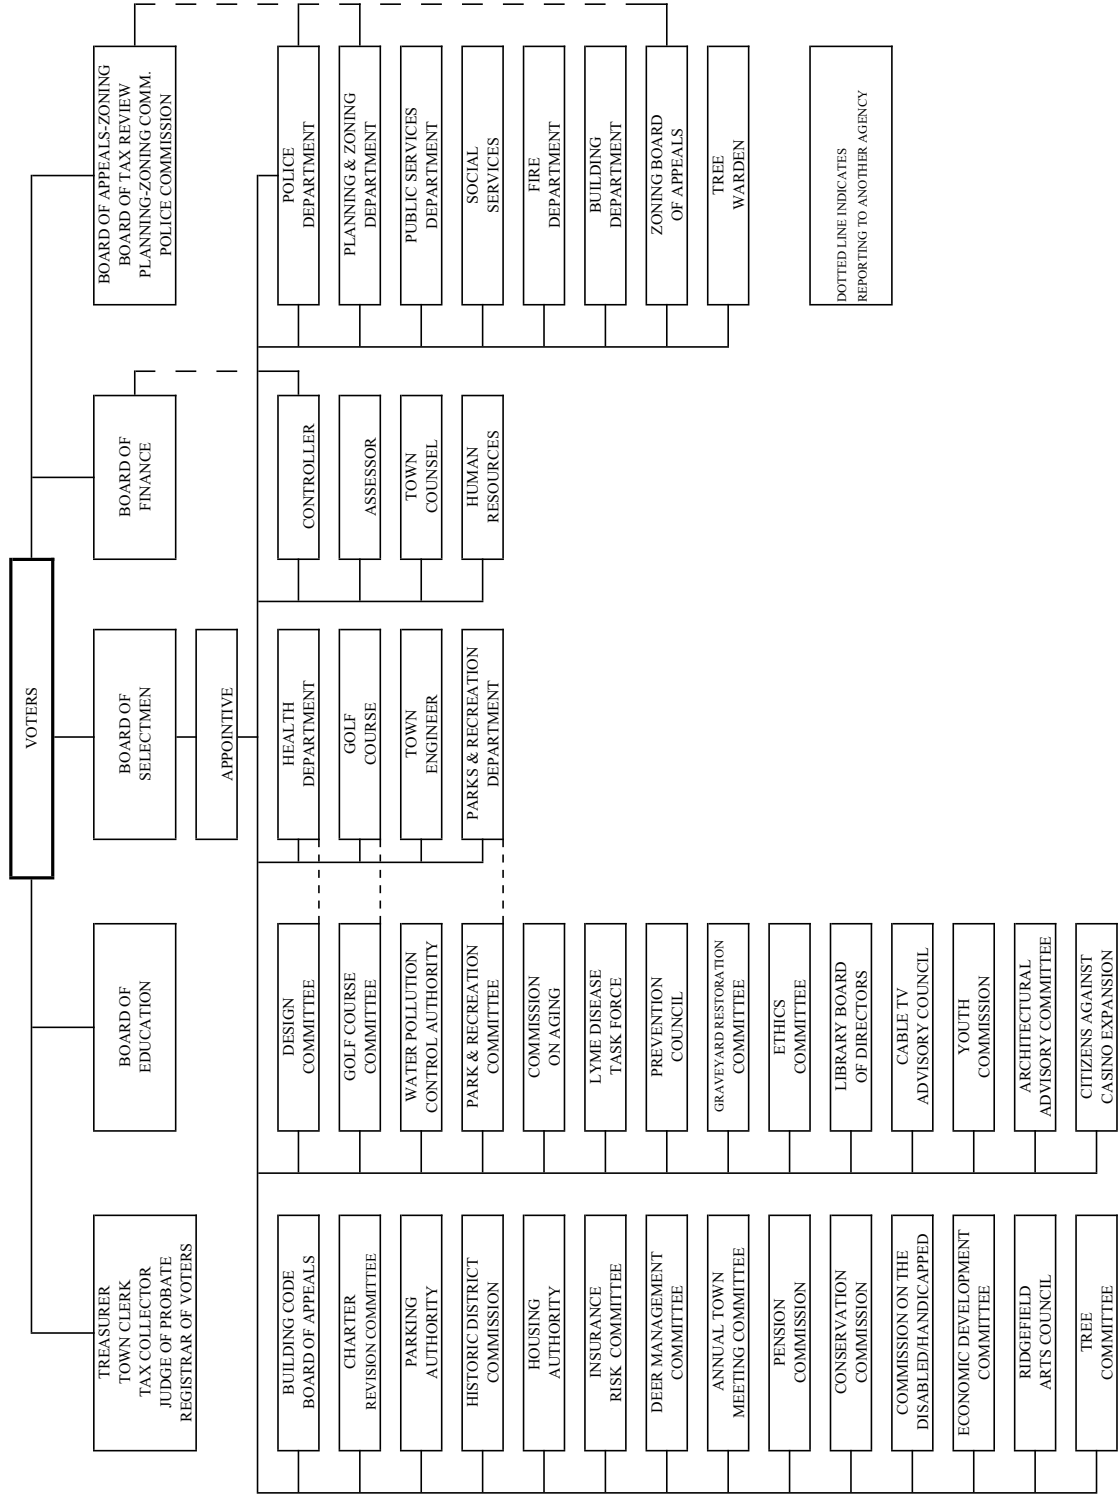 VOTERS
TREASURER
TOWN CLERK
TAX COLLECTOR
JUDGE OF PROBATE
REGISTRAR OF VOTERS
BOARD OF
EDUCATION
BOARD OF
SELECTMEN
BOARD OF
FINANCE
BOARD OF APPEALS-ZONING
BOARD OF TAX REVIEW
PLANNING-ZONING COMM.
POLICE COMMISSION
APPOINTIVE
BUILDING CODE
BOARD OF APPEALS
CHARTER
REVISION COMMITTEE
PARKING
AUTHORITY
HISTORIC DISTRICT
COMMISSION
HOUSING
AUTHORITY
INSURANCE
RISK COMMITTEE
DEER MANAGEMENT
COMMITTEE
ANNUAL TOWN
MEETING COMMITTEE
PENSION
COMMISSION
CONSERVATION
COMMISSION
COMMISSION ON THE
DISABLED/HANDICAPPED
ECONOMIC DEVELOPMENT
COMMITTEE
RIDGEFIELD
ARTS COUNCIL
TREE
COMMITTEE
DESIGN
COMMITTEE
GOLF COURSE
COMMITTEE
WATER POLLUTION
CONTROL AUTHORITY
PARK & RECREATION
COMMITTEE
COMMISSION
ON AGING
LYME DISEASE
TASK FORCE
PREVENTION
COUNCIL
GRAVEYARD RESTORATION
COMMITTEE
ETHICS
COMMITTEE
LIBRARY BOARD
OF DIRECTORS
CABLE TV
ADVISORY COUNCIL
YOUTH
COMMISSION
ARCHITECTURAL
ADVISORY COMMITTEE
CITIZENS AGAINST
CASINO EXPANSION
HEALTH
DEPARTMENT
GOLF
COURSE
TOWN
ENGINEER
PARKS & RECREATION
DEPARTMENT
CONTROLLER
ASSESSOR
TOWN
COUNSEL
HUMAN
RESOURCES
POLICE
DEPARTMENT
PLANNING & ZONING
DEPARTMENT
PUBLIC SERVICES
DEPARTMENT
SOCIAL
SERVICES
FIRE
DEPARTMENT
BUILDING
DEPARTMENT
ZONING BOARD
OF APPEALS
TREE
WARDEN
DOTTED LINE INDICATES
REPORTING TO ANOTHER AGENCY